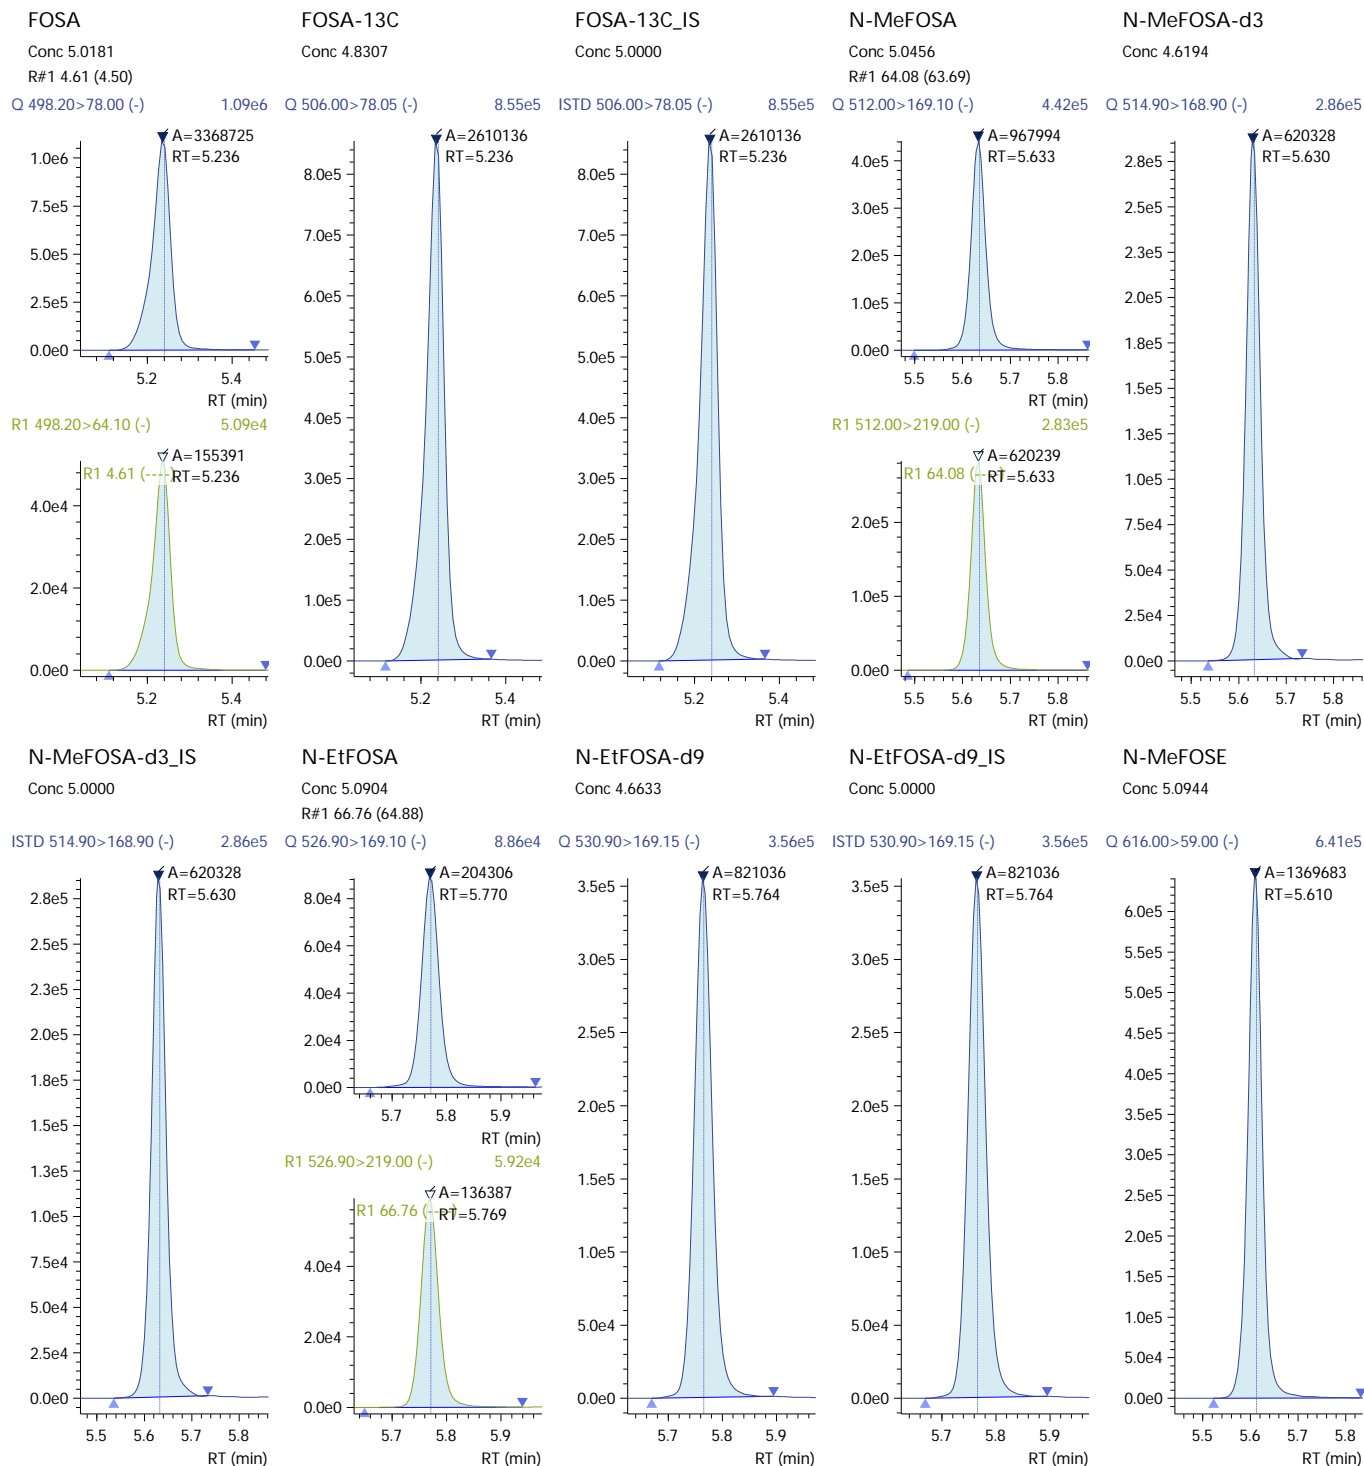 FOSA
Conc 5.0181
R#1 4.61 (4.50)
Q 498.20>78.00 (-) 1.09e6
A=3368725
RT=5.236
1.0e6
7.5e5
5.0e5
2.5e5
0.0e0
5.2 5.4
RT (min)
R1 498.20>64.10 (-) 5.09e4
A=155391
R1 4.61 (----)
RT=5.236
4.0e4
2.0e4
0.0e0
5.2 5.4
RT (min)
FOSA-13C
Conc 4.8307
Q 506.00>78.05 (-) 8.55e5
A=2610136
RT=5.236
8.0e5
7.0e5
6.0e5
5.0e5
4.0e5
3.0e5
2.0e5
1.0e5
0.0e0
5.2 5.4
RT (min)
FOSA-13C_IS
Conc 5.0000
ISTD 506.00>78.05 (-) 8.55e5
A=2610136
RT=5.236
8.0e5
7.0e5
6.0e5
5.0e5
4.0e5
3.0e5
2.0e5
1.0e5
0.0e0
5.2 5.4
RT (min)
N-MeFOSA
Conc 5.0456
R#1 64.08 (63.69)
Q 512.00>169.10 (-) 4.42e5
A=967994
RT=5.633
4.0e5
3.0e5
2.0e5
1.0e5
0.0e0
5.5 5.6 5.7 5.8
RT (min)
R1 512.00>219.00 (-) 2.83e5
A=620239
R1 64.08 (----)
RT=5.633
2.0e5
1.0e5
0.0e0
5.5 5.6 5.7 5.8
RT (min)
N-MeFOSA-d3
Conc 4.6194
Q 514.90>168.90 (-) 2.86e5
A=620328
RT=5.630
2.8e5
2.5e5
2.3e5
2.0e5
1.8e5
1.5e5
1.3e5
1.0e5
7.5e4
5.0e4
2.5e4
0.0e0
5.5 5.6 5.7 5.8
RT (min)
N-MeFOSA-d3_IS
Conc 5.0000
ISTD 514.90>168.90 (-) 2.86e5
A=620328
RT=5.630
2.8e5
2.5e5
2.3e5
2.0e5
1.8e5
1.5e5
1.3e5
1.0e5
7.5e4
5.0e4
2.5e4
0.0e0
5.5 5.6 5.7 5.8
RT (min)
N-EtFOSA
Conc 5.0904
R#1 66.76 (64.88)
Q 526.90>169.10 (-) 8.86e4
A=204306
RT=5.770
8.0e4
6.0e4
4.0e4
2.0e4
0.0e0
5.7 5.8 5.9
RT (min)
R1 526.90>219.00 (-) 5.92e4
A=136387
R1 66.76 (----)
RT=5.769
4.0e4
2.0e4
0.0e0
5.7 5.8 5.9
RT (min)
N-EtFOSA-d9
Conc 4.6633
Q 530.90>169.15 (-) 3.56e5
A=821036
RT=5.764
3.5e5
3.0e5
2.5e5
2.0e5
1.5e5
1.0e5
5.0e4
0.0e0
5.7 5.8 5.9
RT (min)
N-EtFOSA-d9_IS
Conc 5.0000
ISTD 530.90>169.15 (-) 3.56e5
A=821036
RT=5.764
3.5e5
3.0e5
2.5e5
2.0e5
1.5e5
1.0e5
5.0e4
0.0e0
5.7 5.8 5.9
RT (min)
N-MeFOSE
Conc 5.0944
Q 616.00>59.00 (-) 6.41e5
A=1369683
RT=5.610
6.0e5
5.0e5
4.5e5
4.0e5
3.5e5
3.0e5
2.5e5
2.0e5
1.5e5
1.0e5
5.0e4
0.0e0
5.5 5.6 5.7 5.8
RT (min)